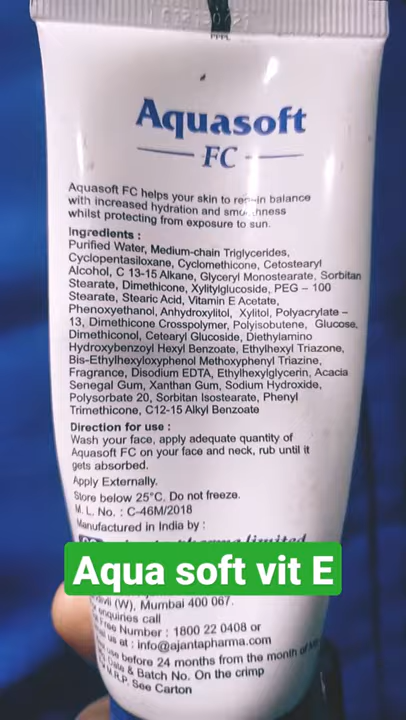 PPPL
Aquasoft
FC
Aquasoft FC helps your skin to in balance
with increased hydration and
whilst protecting from exposure to sun.
Ingredients :
Purified Water, Medium-chain Triglycerides,
Cyclopentasiloxane, Cyclomethicone, Cetostearyl
Alcohol, C 13-15 Alkane, Glyceryl Monostearate, Sorbitan
Stearate, Dimethicone, Xylitylglucoside, PEG – 100
Stearate, Stearic Acid, Vitamin E Acetate,
Phenoxyethanol, Anhydroxylitol, Xylitol, Polyacrylate –
13, Dimethicone Crosspolymer, Polyisobutene, Glucose,
Dimethiconol, Cetearyl Glucoside, Diethylamino
Hydroxybenzoyl Hexyl Benzoate, Ethylhexyl Triazone,
Bis-Ethylhexyloxyphenol Methoxyphenyl Triazine,
Fragrance, Disodium EDTA, Ethylhexylglycerin, Acacia
Senegal Gum, Xanthan Gum, Sodium Hydroxide,
Polysorbate 20, Sorbitan Isostearate, Phenyl
Trimethicone, C12-15 Alkyl Benzoate
Direction for use :
Wash your face, apply adequate quantity of
Aquasoft FC on your face and neck, rub until it
gets absorbed.
Apply Externally.
Store below 25°C. Do not freeze.
M. L. No. : C-46M/2018
Manufactured in India by :
limited
Aqua soft vit E
(W), Mumbai 400 067.
enquiries call
Free Number : 1800 22 0408 or
us at : info@ajantapharma.com
use before 24 months from the month of
Date & Batch No. On the crimp
M.R.P. See Carton